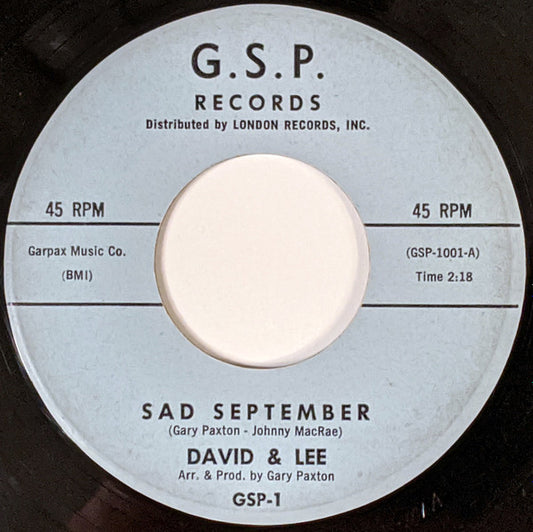 G.S.P.
RECORDS
Distributed by LONDON RECORDS, INC.
45 RPM
45 RPM
Garpax Music Co.
(BMI)
(GSP-1001-A)
Time 2:18
SAD SEPTEMBER
(Gary Paxton - Johnny MacRae)
DAVID & LEE
Arr. & Prod. by Gary Paxton
GSP-1